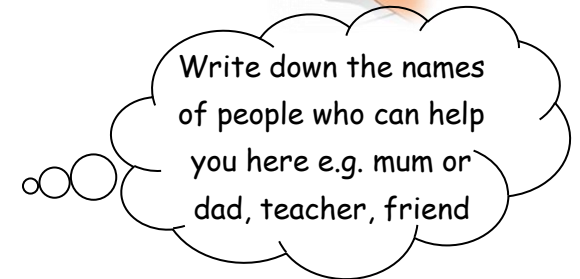 Write down the names
of people who can help
you here e.g. mum or
dad, teacher, friend